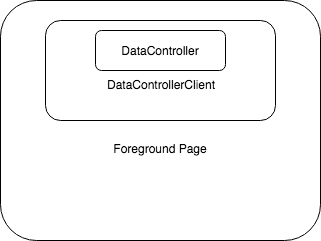 DataController
DataControllerClient
Foreground Page